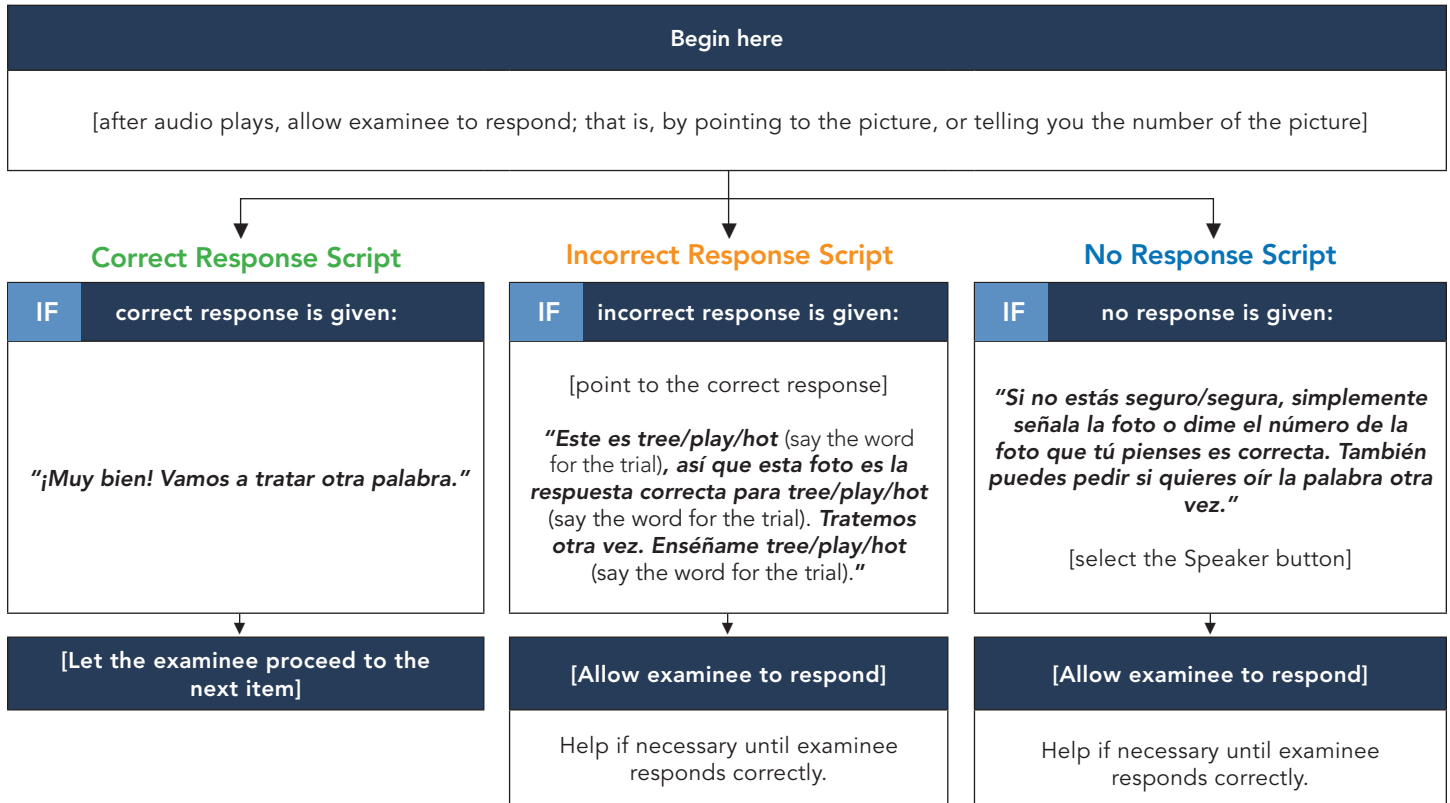 Begin here
[after audio plays, allow examinee to respond; that is, by pointing to the picture, or telling you the number of the picture]
Correct Response Script
IF correct response is given:
"¡Muy bien! Vamos a tratar otra palabra."
[Let the examinee proceed to the
next item]
Incorrect Response Script
IF incorrect response is given:
[point to the correct response]
"Este es tree/play/hot (say the word
for the trial), así que esta foto es la
respuesta correcta para tree/play/hot
(say the word for the trial). Tratemos
otra vez. Enséñame tree/play/hot
(say the word for the trial)."
[Allow examinee to respond]
Help if necessary until examinee
responds correctly.
No Response Script
IF no response is given:
"Si no estás seguro/segura, simplemente
señala la foto o dime el número de la
foto que tú pienses es correcta. También
puedes pedir si quieres oír la palabra otra
vez."
[select the Speaker button]
[Allow examinee to respond]
Help if necessary until examinee
responds correctly.